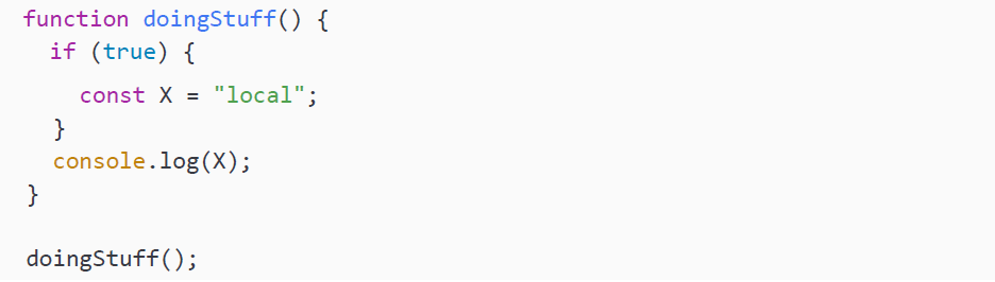 function doingStuff() {
  if (true) {
    const X = "local";
  }
  console.log(X);
}

doingStuff();